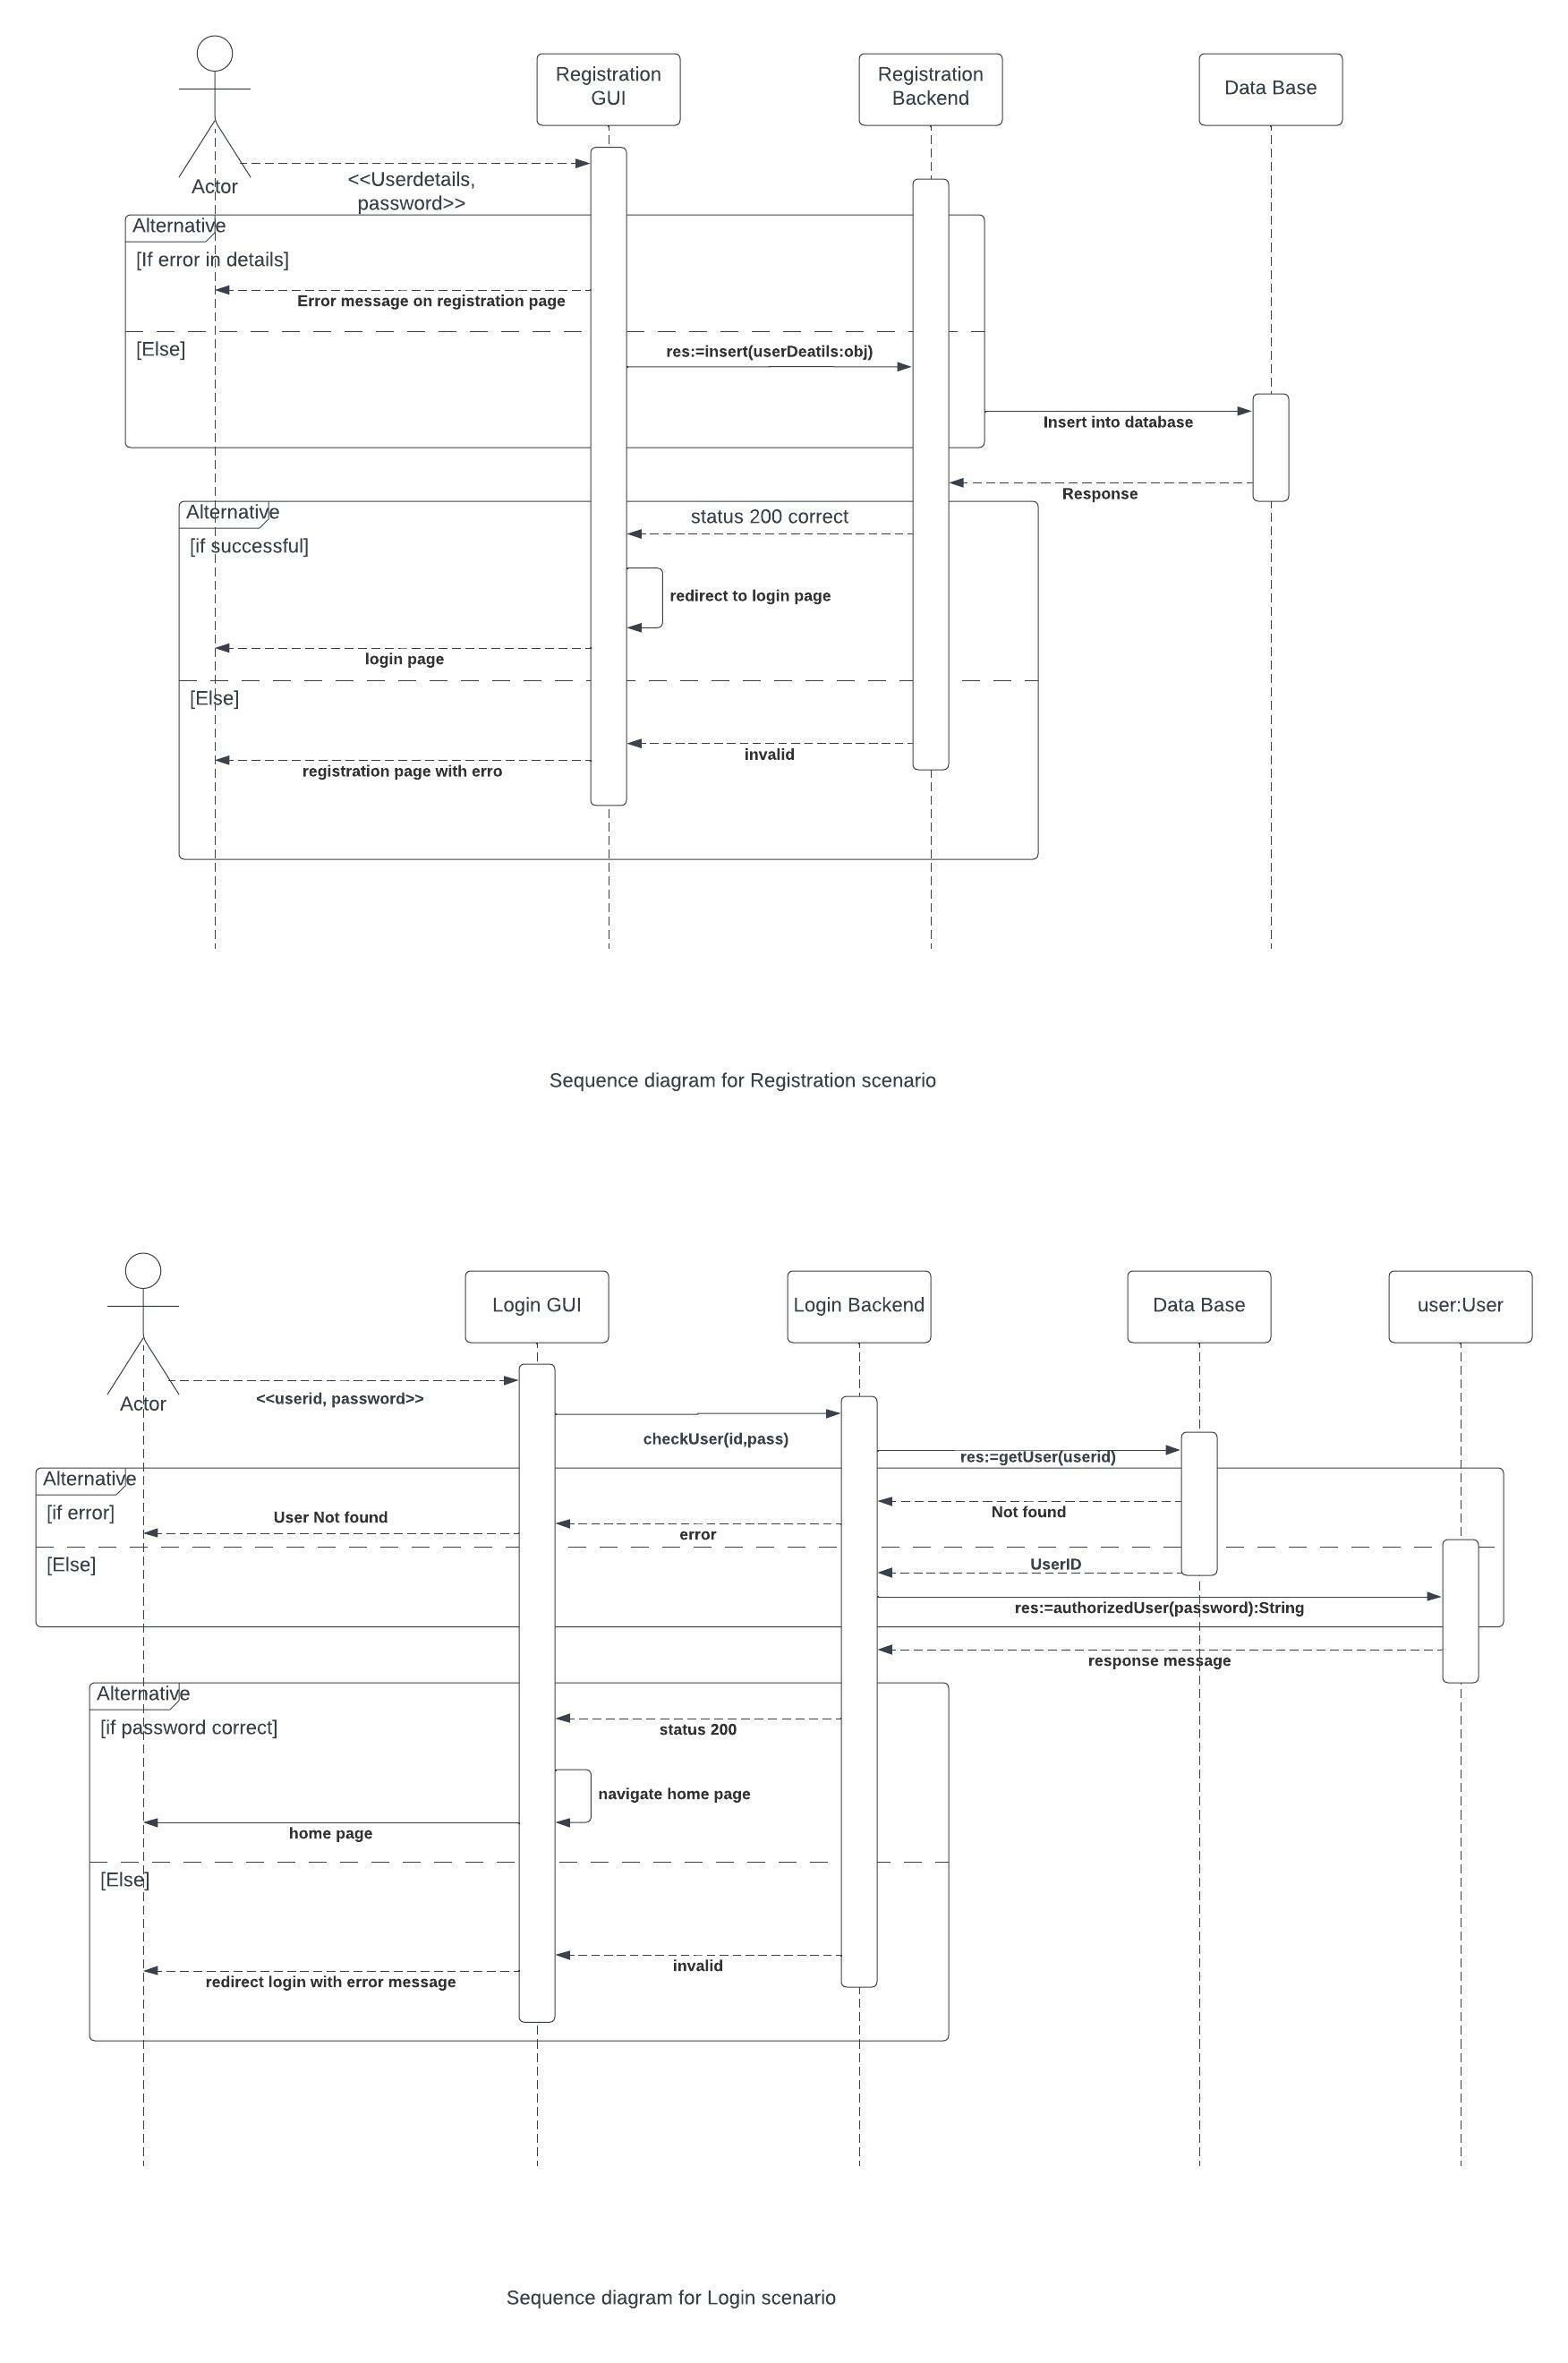 Registration
GUI
Registration
Backend
Data Base
Actor
<<Userdetails,
password>>
Alternative
[If error in details]
Error message on registration page
[Else]
res:=insert(userDeatils:obj)
Insert into database
Response
Alternative
status 200 correct
[if successful]
redirect to login page
login page
[Else]
invalid
registration page with erro
Sequence diagram for Registration scenario
Login GUI
Login Backend
Data Base
user:User
Actor
<<userid, password>>
checkUser(id,pass)
res:=getUser(userid)
Alternative
[if error]
Not found
User Not found
error
[Else]
UserID
res:=authorizedUser(password):String
response message
Alternative
[if password correct]
status 200
navigate home page
home page
[Else]
invalid
redirect login with error message
Sequence diagram for Login scenario